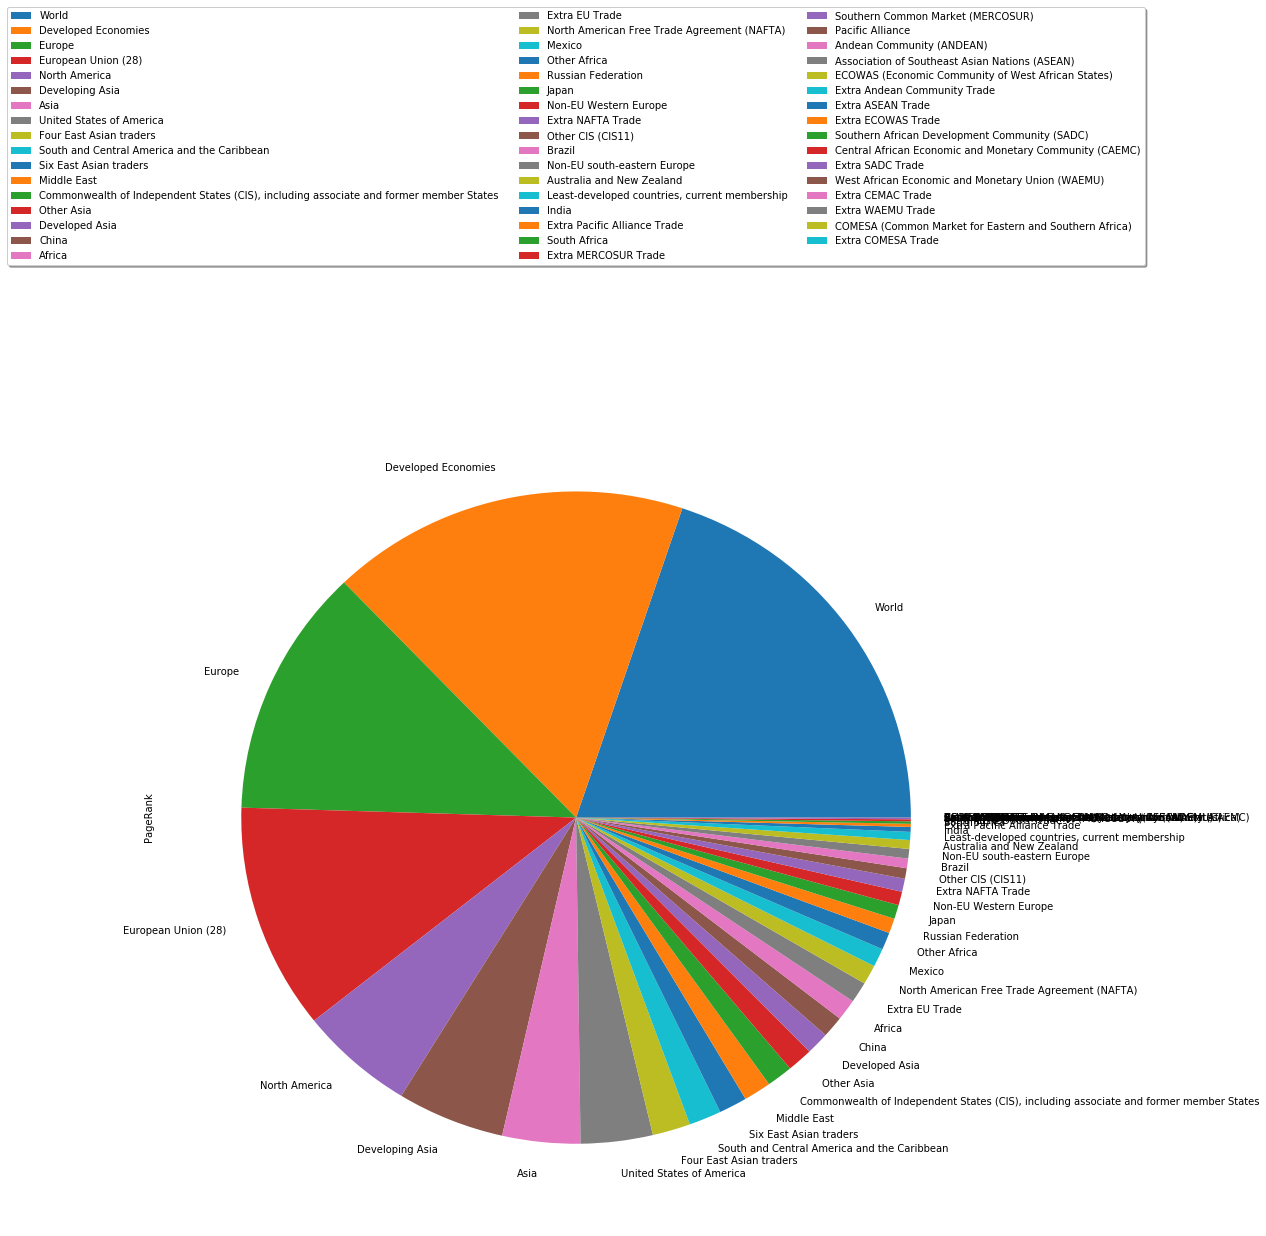 World
Developed Economies
Europe
European Union (28)
North America
Developing Asia
Asia
United States of America
Four East Asian traders
South and Central America and the Caribbean
Six East Asian traders
Middle East
Commonwealth of Independent States (CIS), including associate and former member States
Other Asia
Developed Asia
China
Africa
Extra EU Trade
North American Free Trade Agreement (NAFTA)
Mexico
Other Africa
Russian Federation
Japan
Non-EU Western Europe
Extra NAFTA Trade
Other CIS (CIS11)
Brazil
Non-EU south-eastern Europe
Australia and New Zealand
Least-developed countries, current membership
India
Extra Pacific Alliance Trade
South Africa
Extra MERCOSUR Trade
Southern Common Market (MERCOSUR)
Pacific Alliance
Andean Community (ANDEAN)
Association of Southeast Asian Nations (ASEAN)
ECOWAS (Economic Community of West African States)
Extra Andean Community Trade
Extra ASEAN Trade
Extra ECOWAS Trade
Southern African Development Community (SADC)
Central African Economic and Monetary Community (CAEMC)
Extra SADC Trade
West African Economic and Monetary Union (WAEMU)
Extra CEMAC Trade
Extra WAEMU Trade
COMESA (Common Market for Eastern and Southern Africa)
Extra COMESA Trade
Developed Economies
World
Europe
PageRank
Extra Pacific Alliance Trade
India
Least-developed countries, current membership
Australia and New Zealand
Non-EU south-eastern Europe
Brazil
Other CIS (CIS11)
Extra NAFTA Trade
Non-EU Western Europe
Japan
European Union (28)
Russian Federation
Other Africa
Mexico
North American Free Trade Agreement (NAFTA)
Extra EU Trade
Africa
China
Developed Asia
North America
Other Asia
Commonwealth of Independent States (CIS), including associate and former member States
Middle East
Six East Asian traders
Developing Asia
South and Central America and the Caribbean
Four East Asian traders
Asia
United States of America